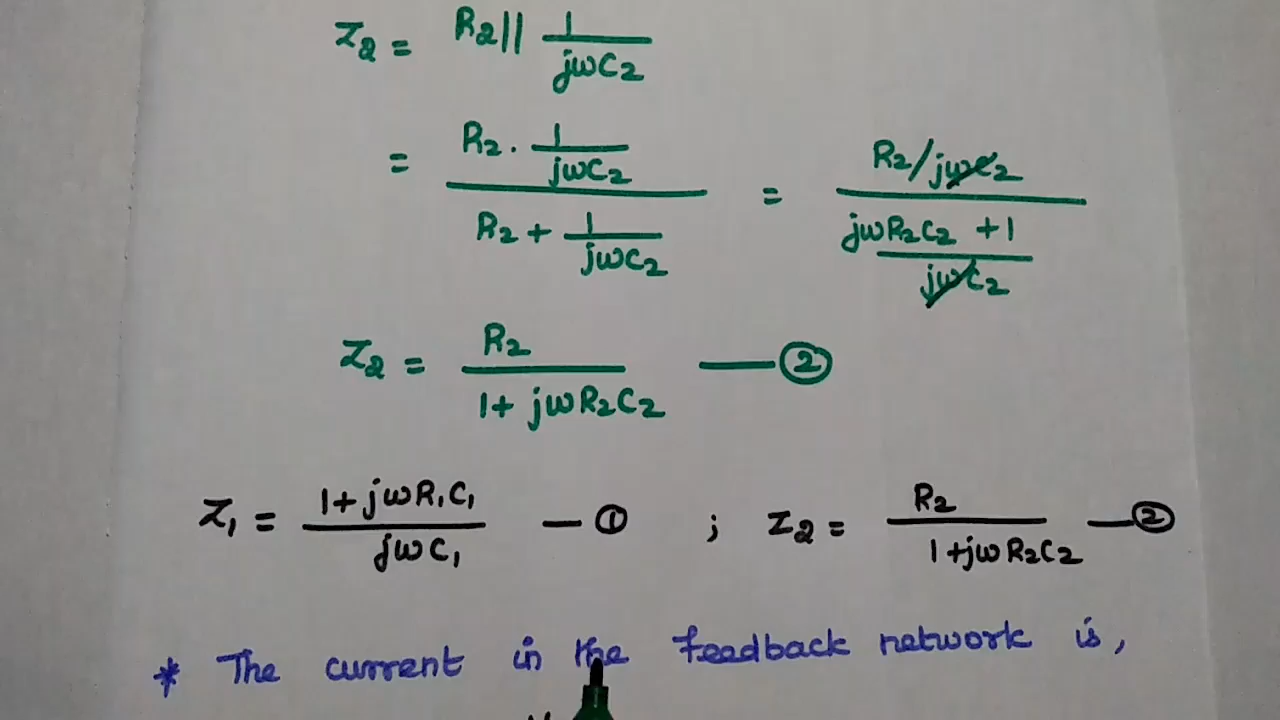 Z2 = R2 || 1/jωC2
= (R2 . 1/jωC2) / (R2 + 1/jωC2) = (R2/jωC2) / ((jωR2C2 + 1)/jωC2)
Z2 = R2 / (1 + jωR2C2) — ②
Z1 = (1 + jωR1C1) / jωC1 — ① ; Z2 = R2 / (1 + jωR2C2) — ②
* The current in the feedback network is,